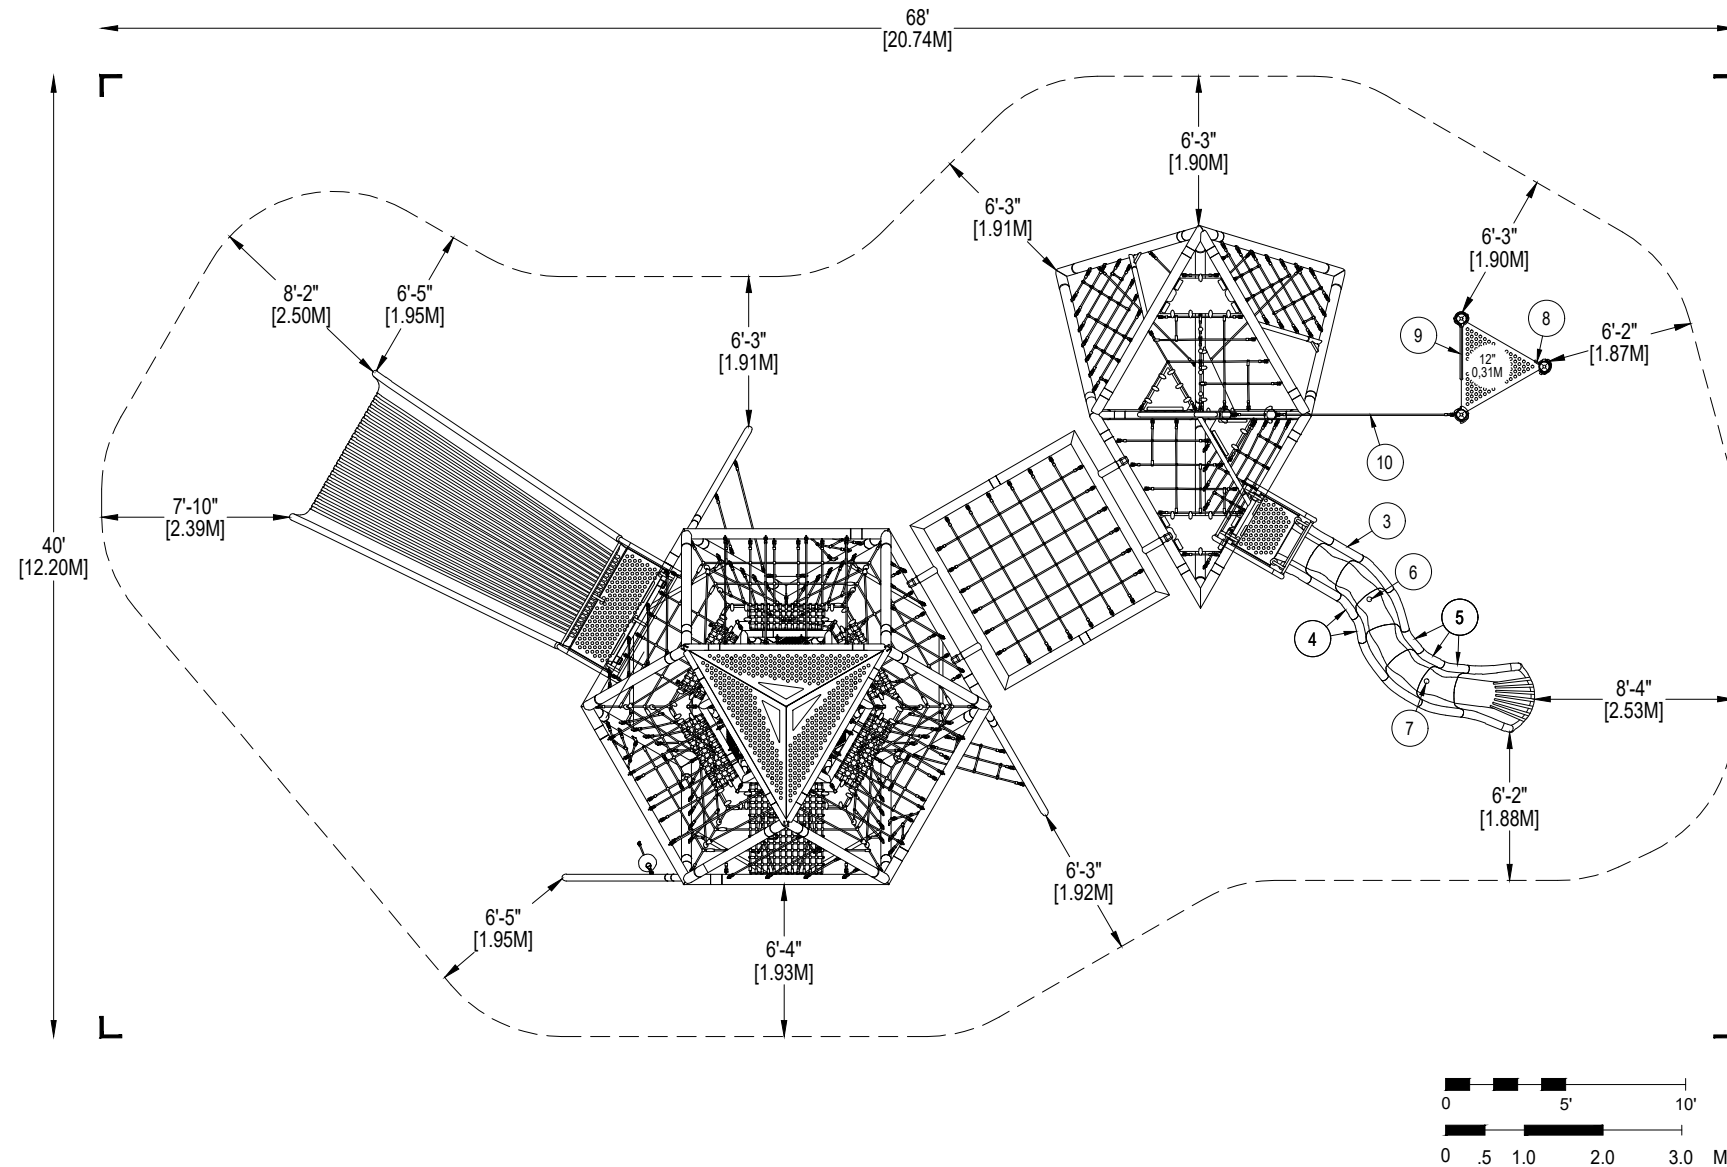 68'
[20.74M]
6'-3"
[1.90M]
6'-3"
[1.91M]
6'-3"
[1.90M]
8'-2"
[2.50M]
6'-5"
[1.95M]
6'-3"
[1.91M]
9
8
12"
0,31M
6'-2"
[1.87M]
10
7'-10"
[2.39M]
40'
[12.20M]
3
6
4
5
7
8'-4"
[2.53M]
6'-2"
[1.88M]
6'-3"
[1.92M]
6'-5"
[1.95M]
6'-4"
[1.93M]
0 5' 10'
0 .5 1.0 2.0 3.0 M